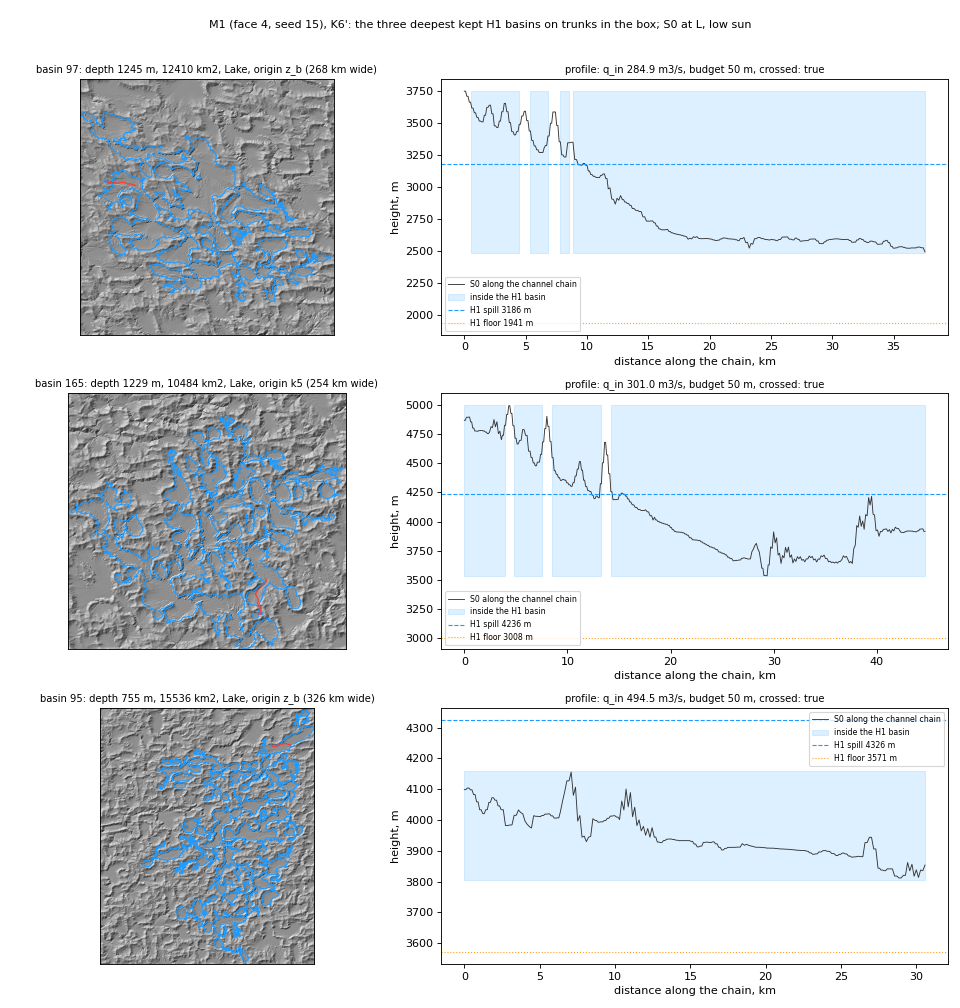 M1 (face 4, seed 15), K6': the three deepest kept H1 basins on trunks in the box; S0 at L, low sun
basin 97: depth 1245 m, 12410 km2, Lake, origin z_b (268 km wide)
profile: q_in 284.9 m3/s, budget 50 m, crossed: true
height, m
3750
3500
3250
3000
2750
2500
2250
2000
S0 along the channel chain
inside the H1 basin
H1 spill 3186 m
H1 floor 1941 m
0 5 10 15 20 25 30 35
distance along the chain, km
basin 165: depth 1229 m, 10484 km2, Lake, origin k5 (254 km wide)
profile: q_in 301.0 m3/s, budget 50 m, crossed: true
height, m
5000
4750
4500
4250
4000
3750
3500
3250
3000
S0 along the channel chain
inside the H1 basin
H1 spill 4236 m
H1 floor 3008 m
0 10 20 30 40
distance along the chain, km
basin 95: depth 755 m, 15536 km2, Lake, origin z_b (326 km wide)
profile: q_in 494.5 m3/s, budget 50 m, crossed: true
height, m
4300
4200
4100
4000
3900
3800
3700
3600
S0 along the channel chain
inside the H1 basin
H1 spill 4326 m
H1 floor 3571 m
0 5 10 15 20 25 30
distance along the chain, km